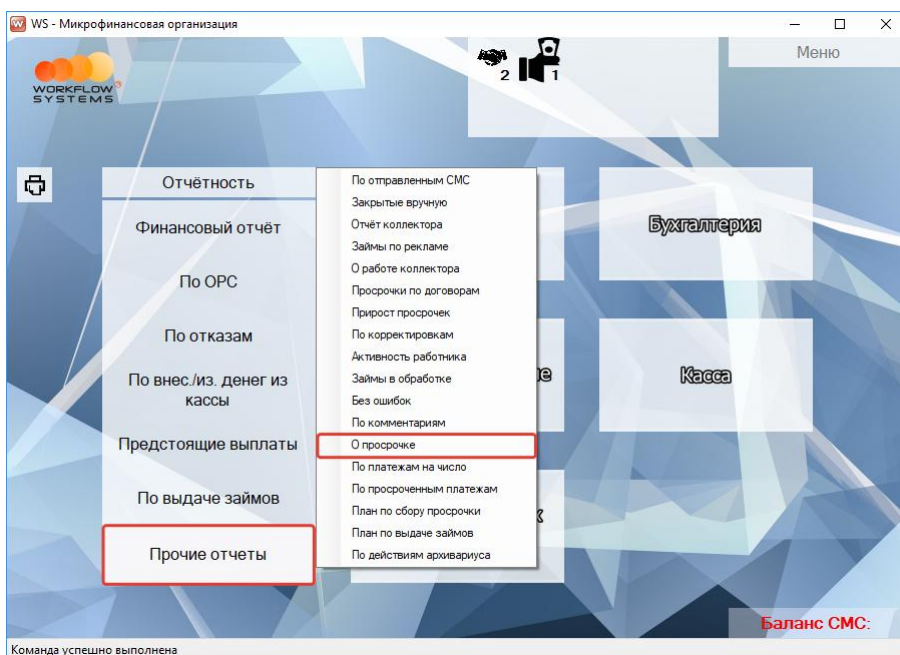 WS - Микрофинансовая организация
Меню
2
1
WORKFLOW
SYSTEMS
Отчётность
Финансовый отчёт
По ОРС
По отказам
По внес./из. денег из
кассы
Предстоящие выплаты
По выдаче займов
Прочие отчеты
По отправленным СМС
Закрытые вручную
Отчёт коллектора
Займы по рекламе
О работе коллектора
Просрочки по договорам
Прирост просрочек
По корректировкам
Активность работника
Займы в обработке
Без ошибок
По комментариям
О просрочке
По платежам на число
По просроченным платежам
План по сбору просрочки
План по выдаче займов
По действиям архивариуса
Бухгалтерия
Касса
Баланс СМС:
Команда успешно выполнена